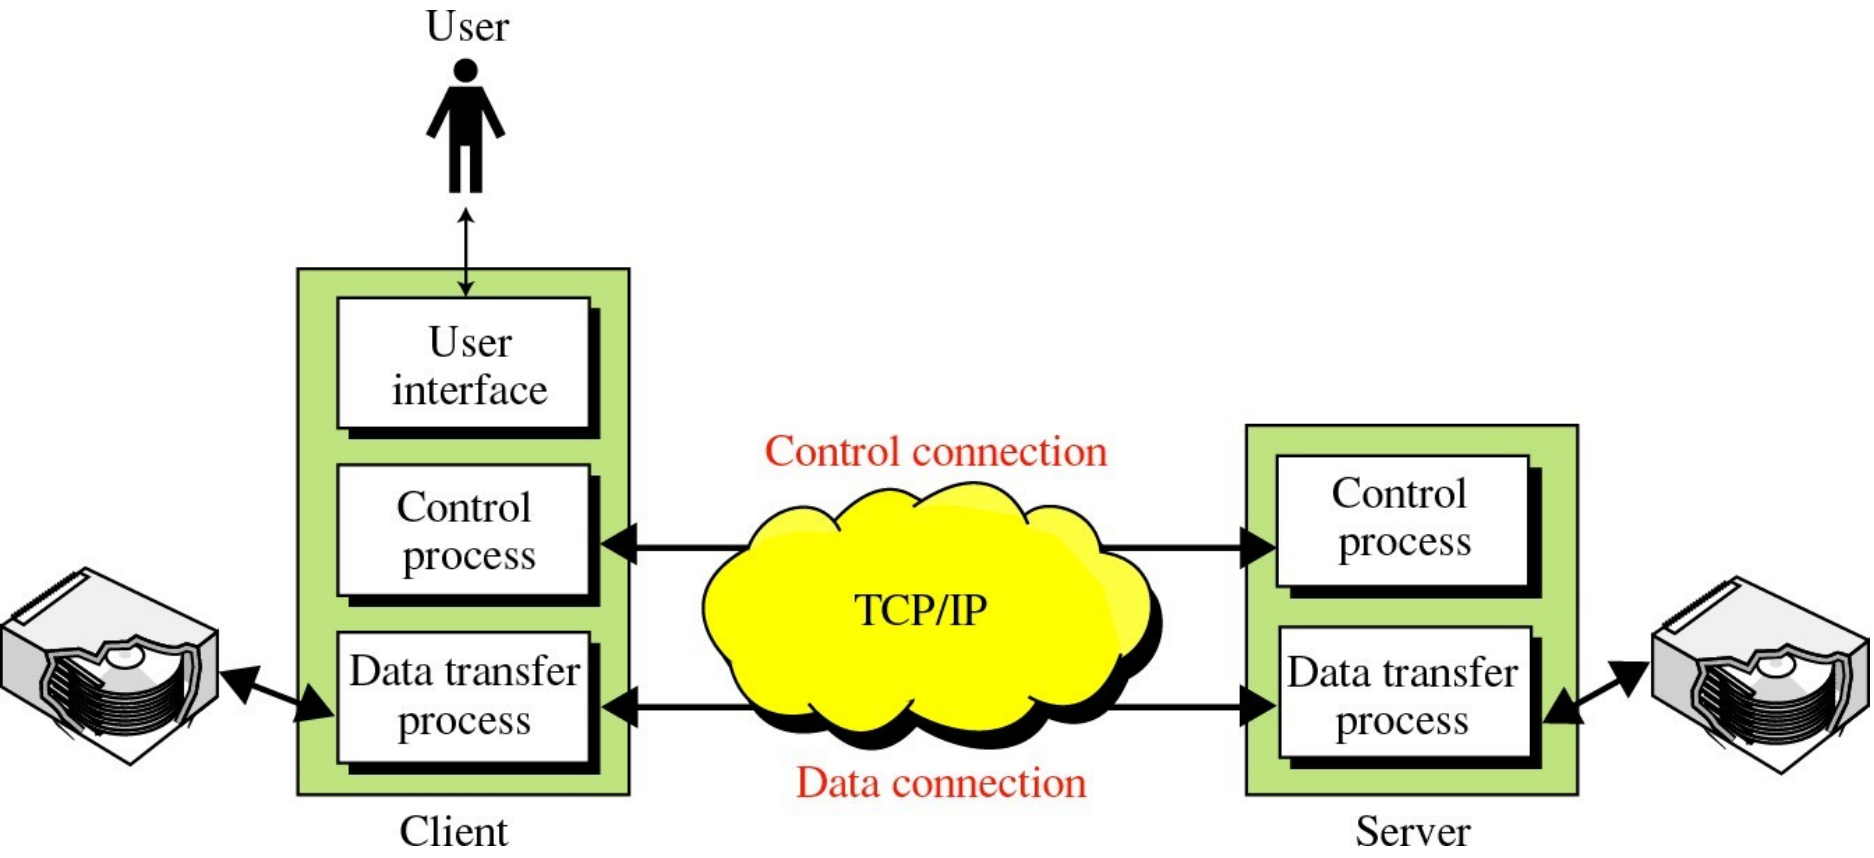 User
User
interface
Control
process
Data transfer
process
Client
Control connection
TCP/IP
Data connection
Control
process
Data transfer
process
Server